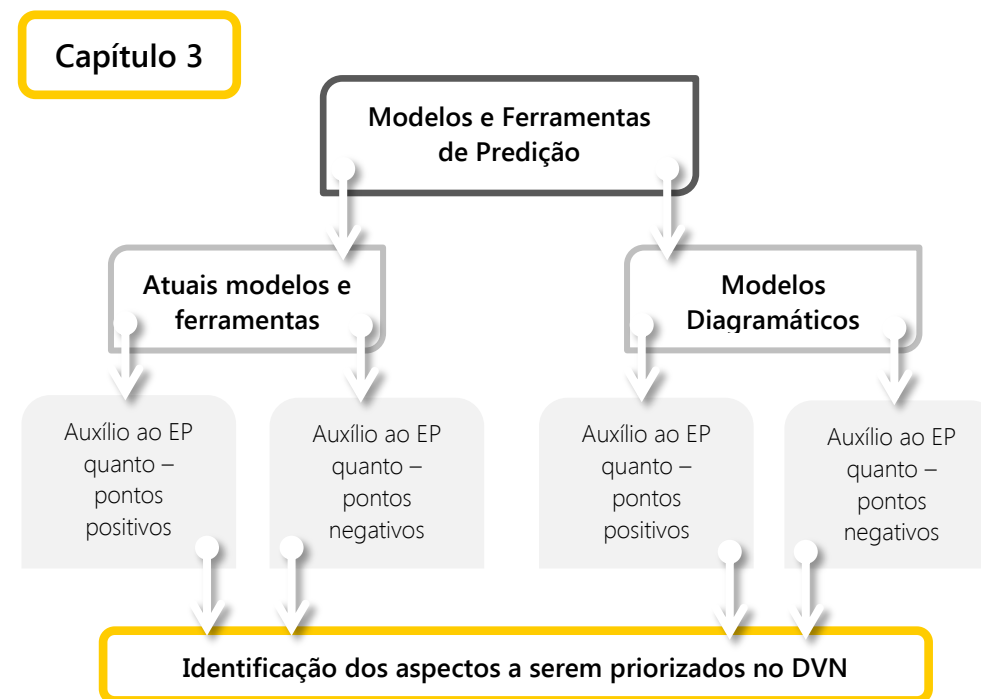 Capítulo 3
Modelos e Ferramentas
de Predição
Atuais modelos e
ferramentas
Modelos
Diagramáticos
Auxílio ao EP
quanto –
pontos
positivos
Auxílio ao EP
quanto –
pontos
negativos
Auxílio ao EP
quanto –
pontos
positivos
Auxílio ao EP
quanto –
pontos
negativos
Identificação dos aspectos a serem priorizados no DVN